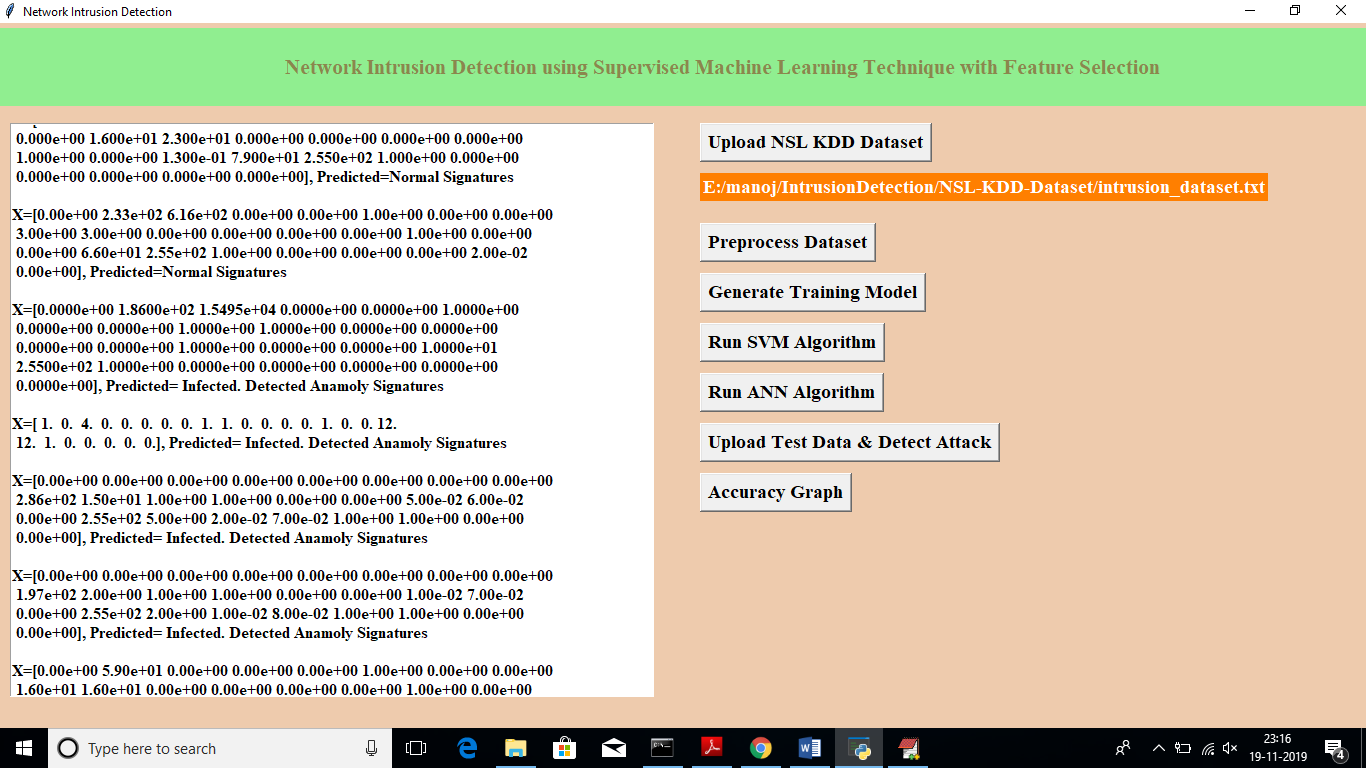 Network Intrusion Detection
Network Intrusion Detection using Supervised Machine Learning Technique with Feature Selection
0.000e+00 1.600e+01 2.300e+01 0.000e+00 0.000e+00 0.000e+00 0.000e+00
1.000e+00 0.000e+00 1.300e-01 7.900e+01 2.550e+02 1.000e+00 0.000e+00
0.000e+00 0.000e+00 0.000e+00 0.000e+00], Predicted=Normal Signatures
X=[0.00e+00 2.33e+02 6.16e+02 0.00e+00 0.00e+00 1.00e+00 0.00e+00 0.00e+00
3.00e+00 3.00e+00 0.00e+00 0.00e+00 0.00e+00 0.00e+00 1.00e+00 0.00e+00
0.00e+00 6.60e+01 2.55e+02 1.00e+00 0.00e+00 0.00e+00 0.00e+00 2.00e-02
0.00e+00], Predicted=Normal Signatures
X=[0.0000e+00 1.8600e+02 1.5495e+04 0.0000e+00 0.0000e+00 1.0000e+00
0.0000e+00 0.0000e+00 1.0000e+00 1.0000e+00 0.0000e+00 0.0000e+00
0.0000e+00 0.0000e+00 1.0000e+00 0.0000e+00 0.0000e+00 1.0000e+01
2.5500e+02 1.0000e+00 0.0000e+00 0.0000e+00 0.0000e+00 0.0000e+00
0.0000e+00], Predicted= Infected. Detected Anamoly Signatures
X=[ 1. 0. 4. 0. 0. 0. 0. 0. 1. 1. 0. 0. 0. 0. 1. 0. 0. 12.
12. 1. 0. 0. 0. 0. 0.], Predicted= Infected. Detected Anamoly Signatures
X=[0.00e+00 0.00e+00 0.00e+00 0.00e+00 0.00e+00 0.00e+00 0.00e+00 0.00e+00
2.86e+02 1.50e+01 1.00e+00 1.00e+00 0.00e+00 0.00e+00 5.00e-02 6.00e-02
0.00e+00 2.55e+02 5.00e+00 2.00e-02 7.00e-02 1.00e+00 1.00e+00 0.00e+00
0.00e+00], Predicted= Infected. Detected Anamoly Signatures
X=[0.00e+00 0.00e+00 0.00e+00 0.00e+00 0.00e+00 0.00e+00 0.00e+00 0.00e+00
1.97e+02 2.00e+00 1.00e+00 1.00e+00 0.00e+00 0.00e+00 1.00e-02 7.00e-02
0.00e+00 2.55e+02 2.00e+00 1.00e-02 8.00e-02 1.00e+00 1.00e+00 0.00e+00
0.00e+00], Predicted= Infected. Detected Anamoly Signatures
X=[0.00e+00 5.90e+01 0.00e+00 0.00e+00 0.00e+00 1.00e+00 0.00e+00 0.00e+00
1.60e+01 1.60e+01 0.00e+00 0.00e+00 0.00e+00 0.00e+00 1.00e+00 0.00e+00
Upload NSL KDD Dataset
E:/manoj/IntrusionDetection/NSL-KDD-Dataset/intrusion_dataset.txt
Preprocess Dataset
Generate Training Model
Run SVM Algorithm
Run ANN Algorithm
Upload Test Data & Detect Attack
Accuracy Graph
Type here to search
23:16
19-11-2019
4